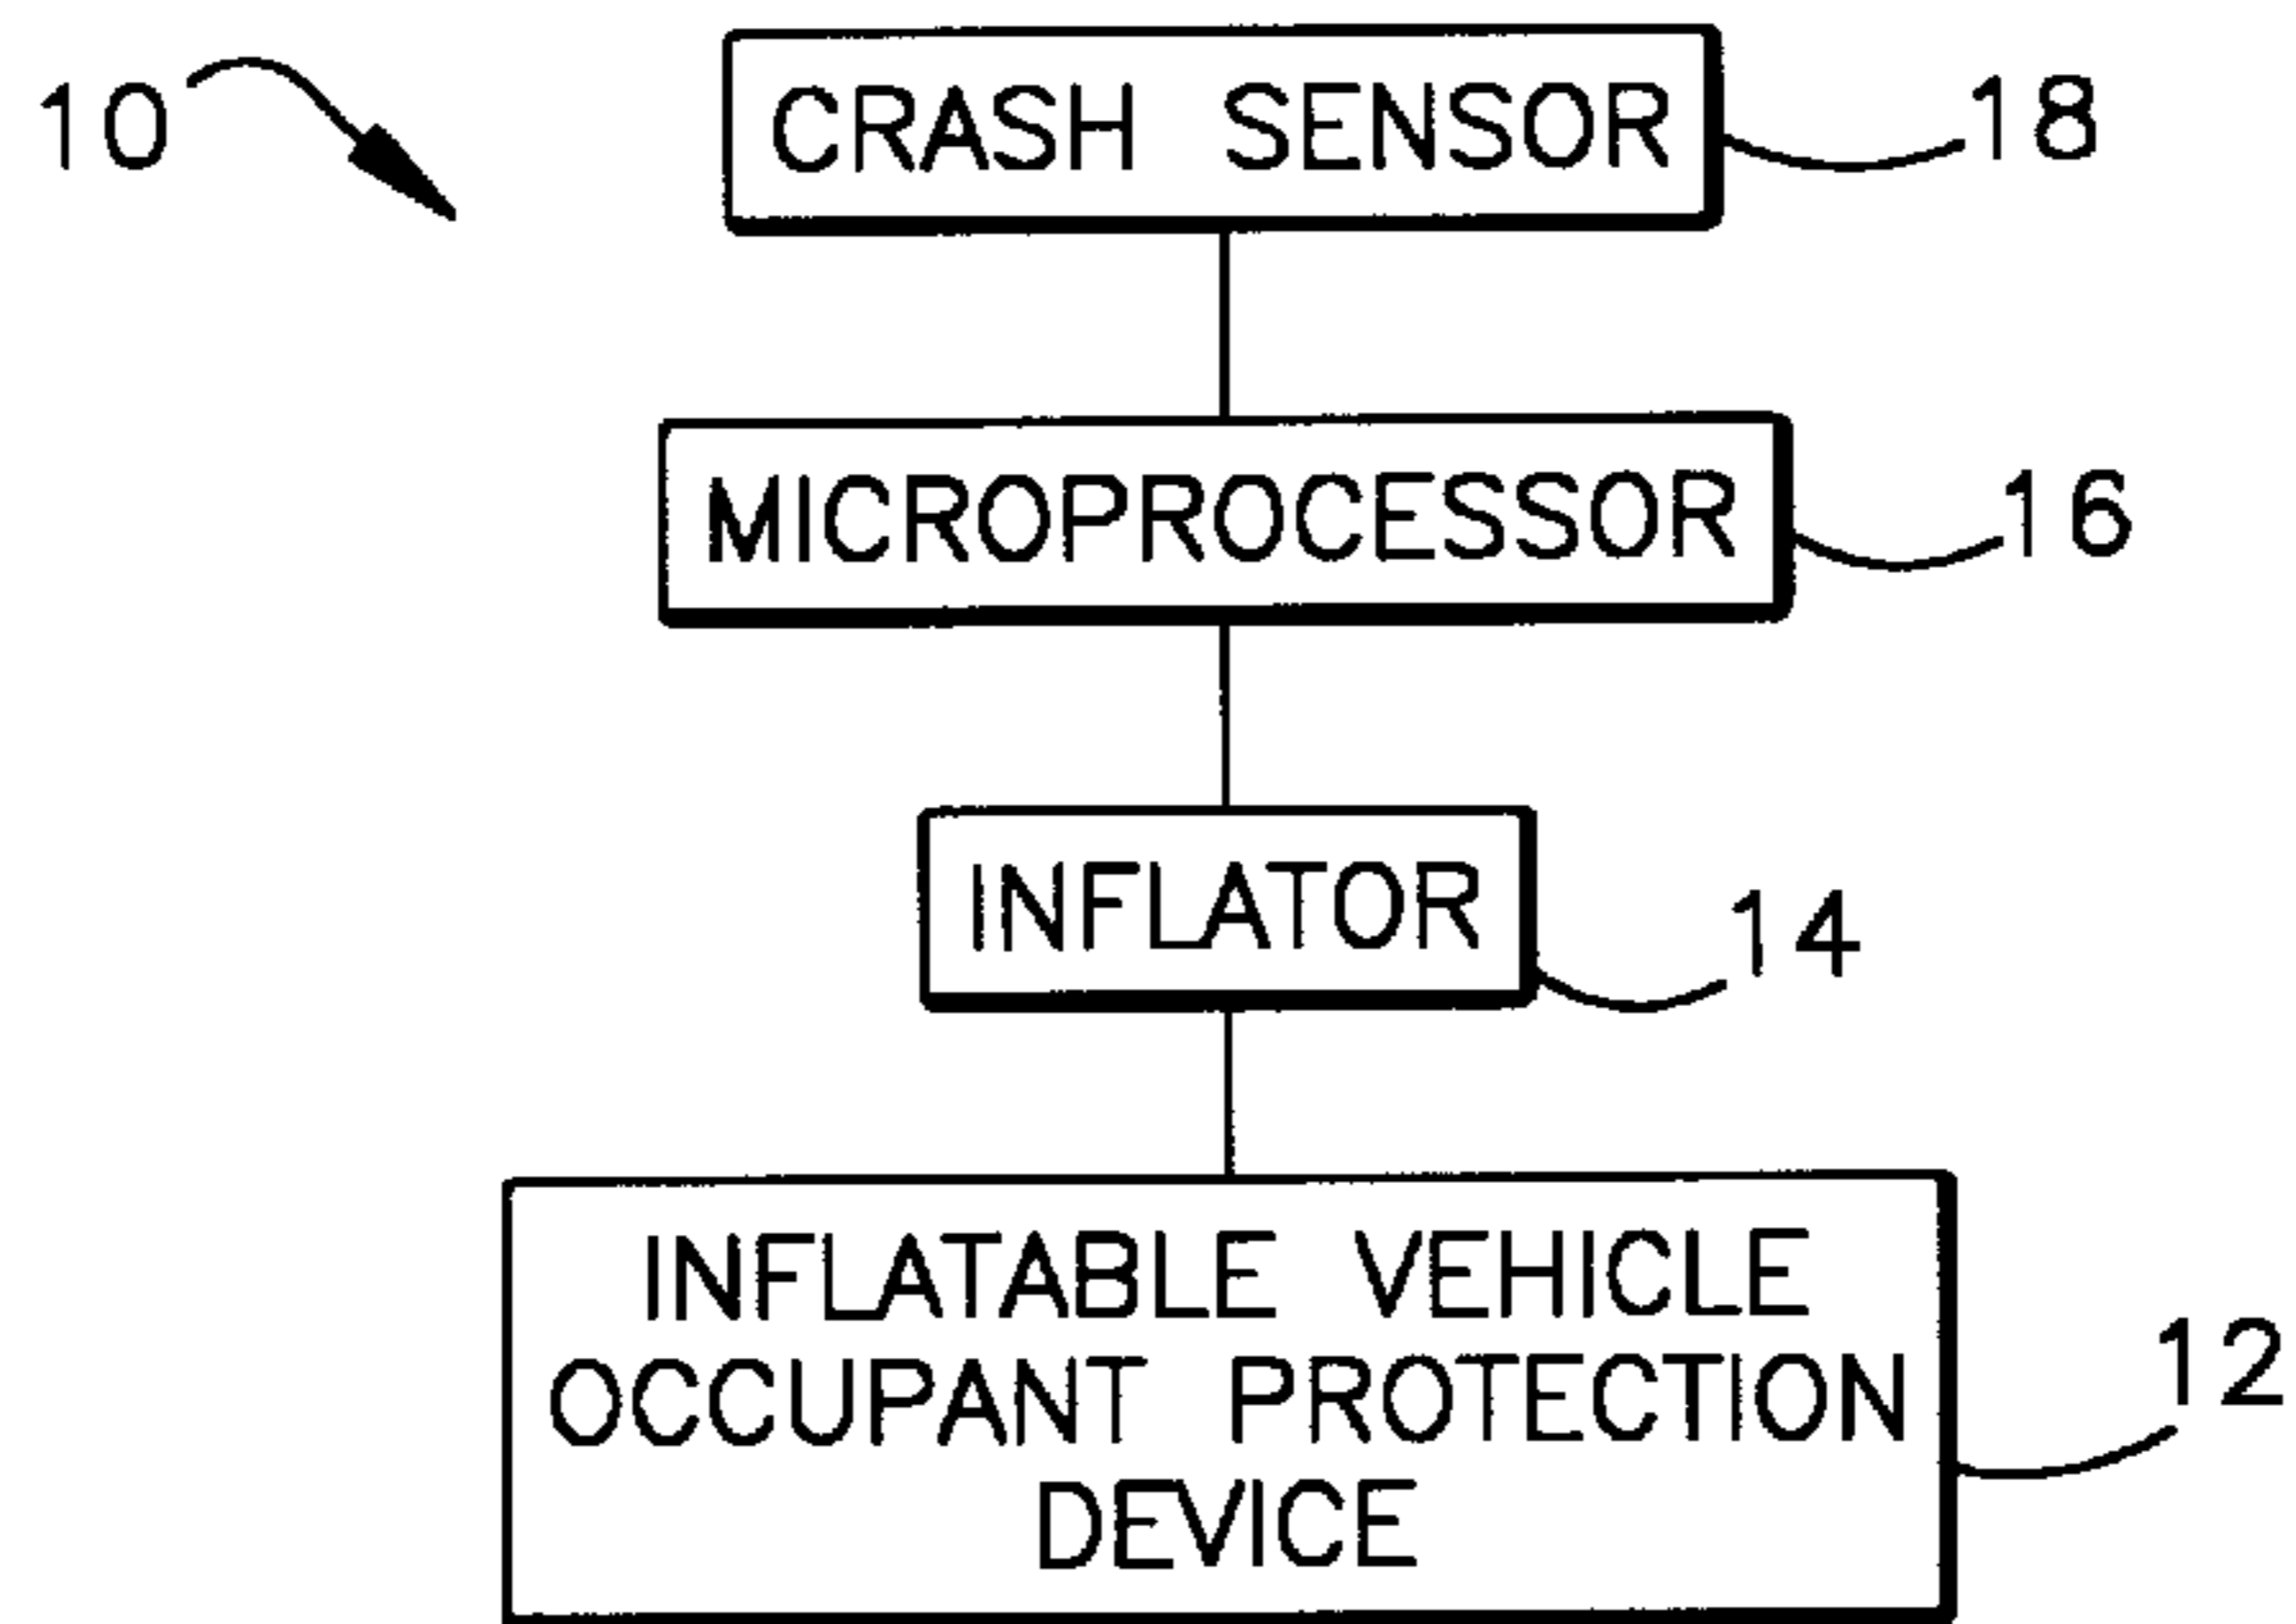 10
CRASH SENSOR
18
MICROPROCESSOR
16
INFLATOR
14
INFLATABLE VEHICLE
OCCUPANT PROTECTION
DEVICE
12